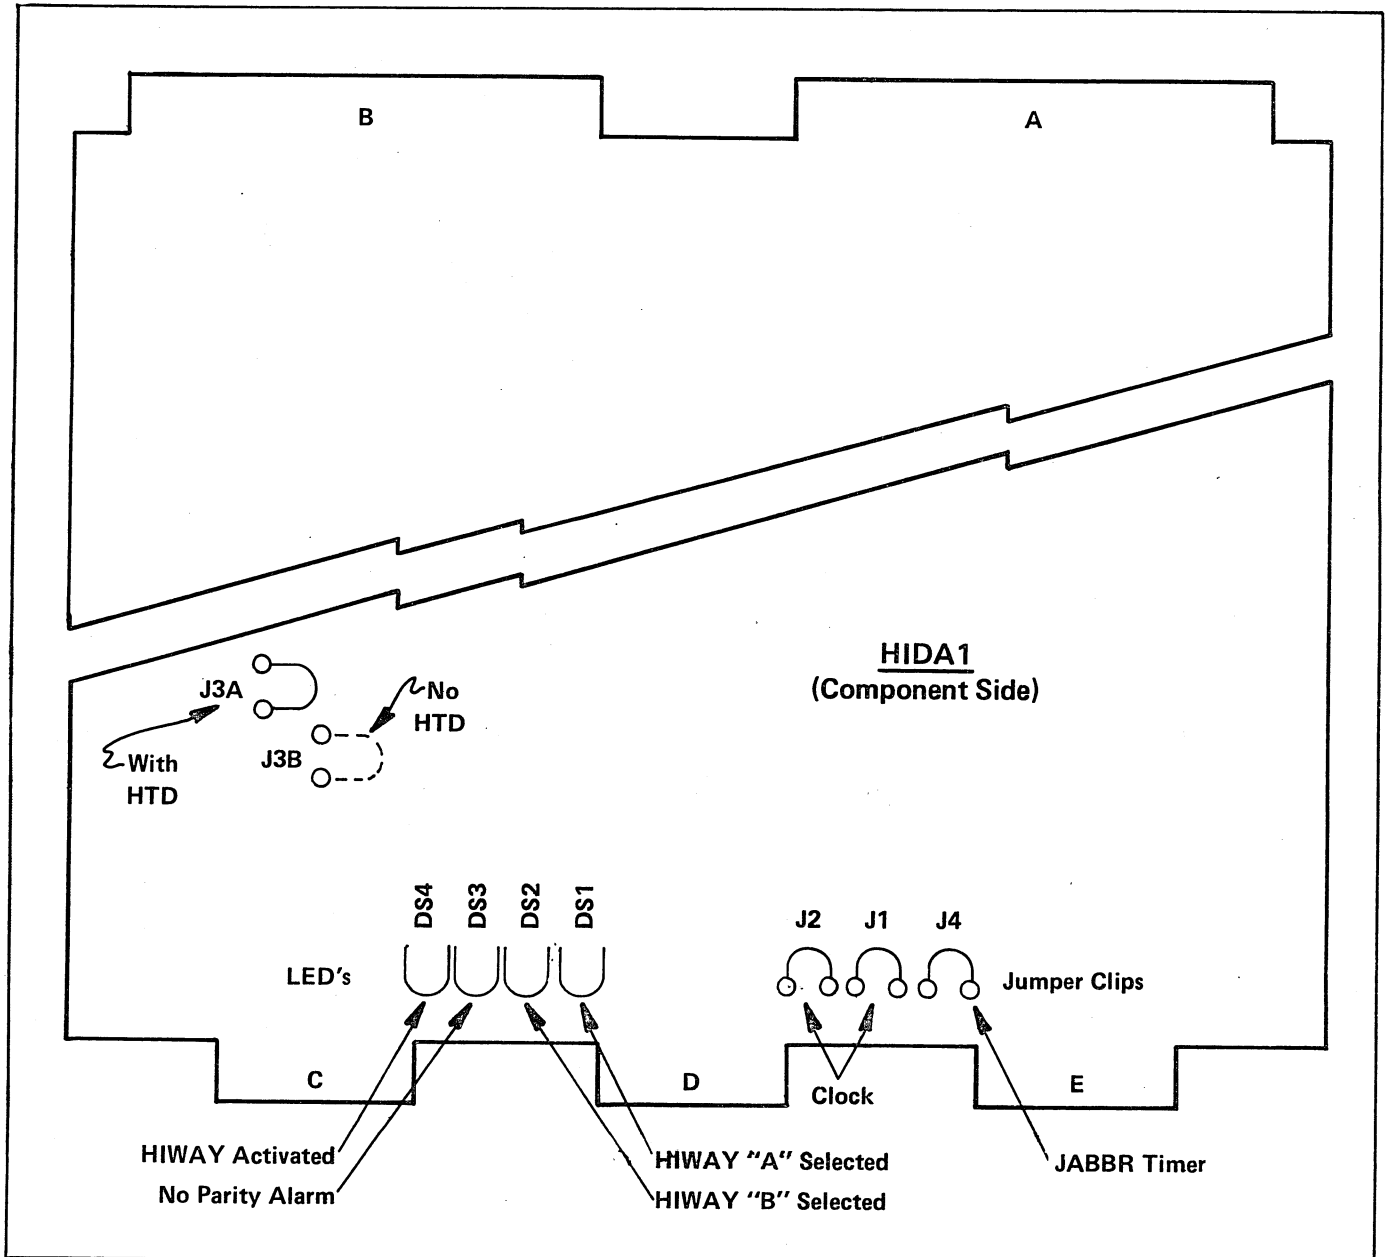 B
A
HIDA1
(Component Side)
J3A
No
HTD
J3B
With
HTD
DS4
DS3
DS2
DS1
J2
J1
J4
LED's
Jumper Clips
C
D
E
Clock
HIWAY Activated
HIWAY "A" Selected
JABBR Timer
No Parity Alarm
HIWAY "B" Selected